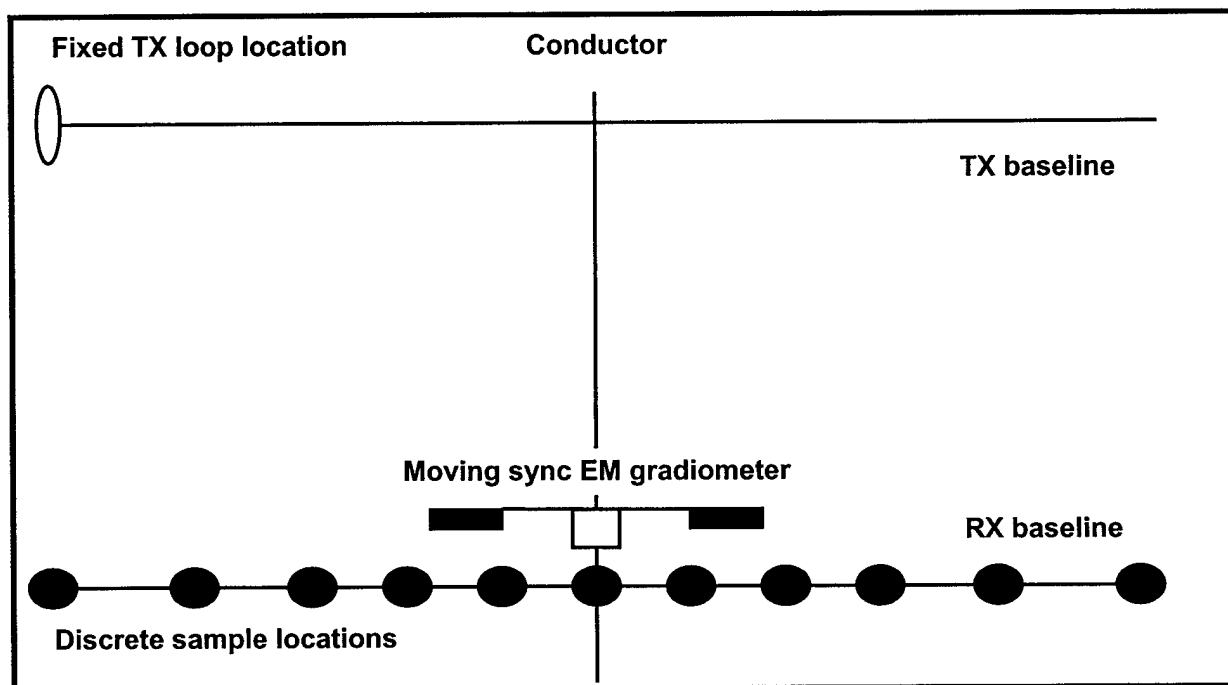 Fixed TX loop location
Conductor
TX baseline
Moving sync EM gradiometer
RX baseline
Discrete sample locations